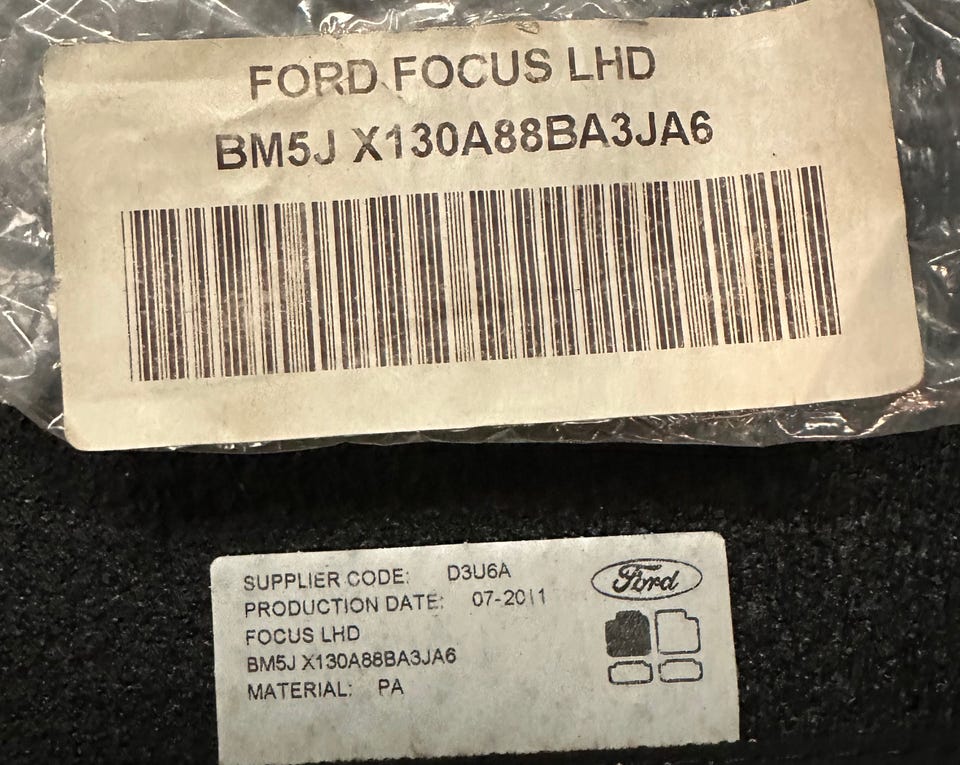 FORD FOCUS LHD
BM5J X130A88BA3JA6
SUPPLIER CODE: D3U6A
PRODUCTION DATE: 07-2011
FOCUS LHD
BM5J X130A88BA3JA6
MATERIAL: PA
Ford